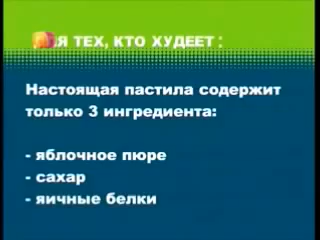 Я ТЕХ, КТО ХУДЕЕТ :
Настоящая пастила содержит
только 3 ингредиента:
- яблочное пюре
- сахар
- яичные белки